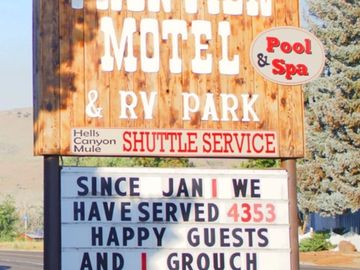 FRONTIER
MOTEL
& RV PARK
Pool
& Spa
Hells
Canyon
Mule
SHUTTLE SERVICE
SINCE JAN 1 WE
HAVE SERVED 4353
HAPPY GUESTS
AND 1 GROUCH